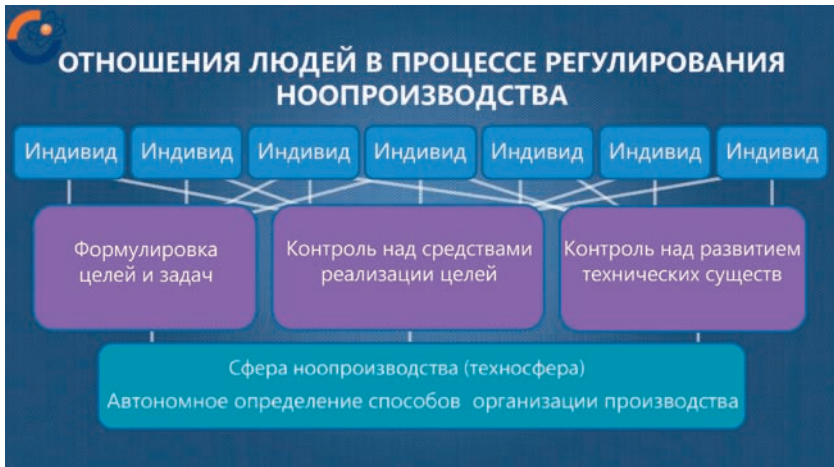 ОТНОШЕНИЯ ЛЮДЕЙ В ПРОЦЕССЕ РЕГУЛИРОВАНИЯ
НООПРОИЗВОДСТВА
Индивид Индивид Индивид Индивид Индивид Индивид Индивид
Формулировка
целей и задач
Контроль над средствами
реализации целей
Контроль над развитием
технических существ
Сфера ноопроизводства (техносфера)
Автономное определение способов организации производства